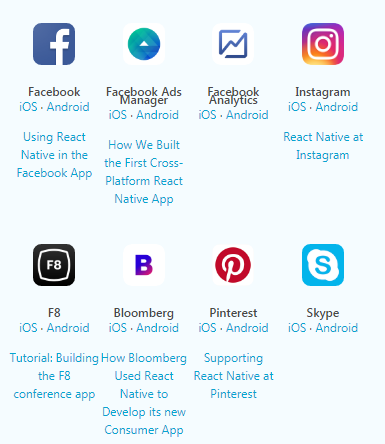 Facebook
iOS · Android
Using React
Native in the
Facebook App
Facebook Ads
Manager
iOS · Android
How We Built
the First Cross-
Platform React
Native App
Facebook
Analytics
iOS · Android
Instagram
iOS · Android
React Native at
Instagram
F8
F8
iOS · Android
Tutorial: Building
the F8
conference app
B
Bloomberg
iOS · Android
How Bloomberg
Used React
Native to
Develop its new
Consumer App
Pinterest
iOS · Android
Supporting
React Native at
Pinterest
S
Skype
iOS · Android